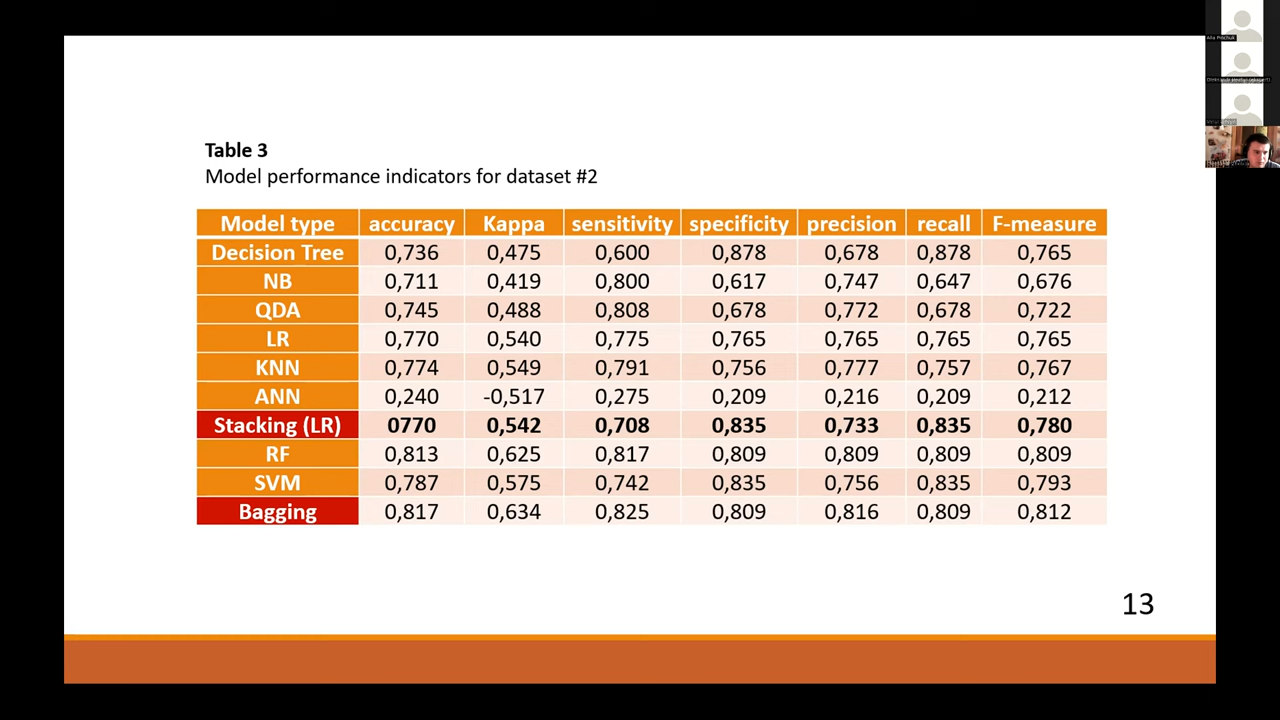 Alla Pinchuk
Table 3
Model performance indicators for dataset #2
Model type accuracy Kappa sensitivity specificity precision recall F-measure
Decision Tree 0,736 0,475 0,600 0,878 0,678 0,878 0,765
NB 0,711 0,419 0,800 0,617 0,747 0,647 0,676
QDA 0,745 0,488 0,808 0,678 0,772 0,678 0,722
LR 0,770 0,540 0,775 0,765 0,765 0,765 0,765
KNN 0,774 0,549 0,791 0,756 0,777 0,757 0,767
ANN 0,240 -0,517 0,275 0,209 0,216 0,209 0,212
Stacking (LR) 0770 0,542 0,708 0,835 0,733 0,835 0,780
RF 0,813 0,625 0,817 0,809 0,809 0,809 0,809
SVM 0,787 0,575 0,742 0,835 0,756 0,835 0,793
Bagging 0,817 0,634 0,825 0,809 0,816 0,809 0,812
13